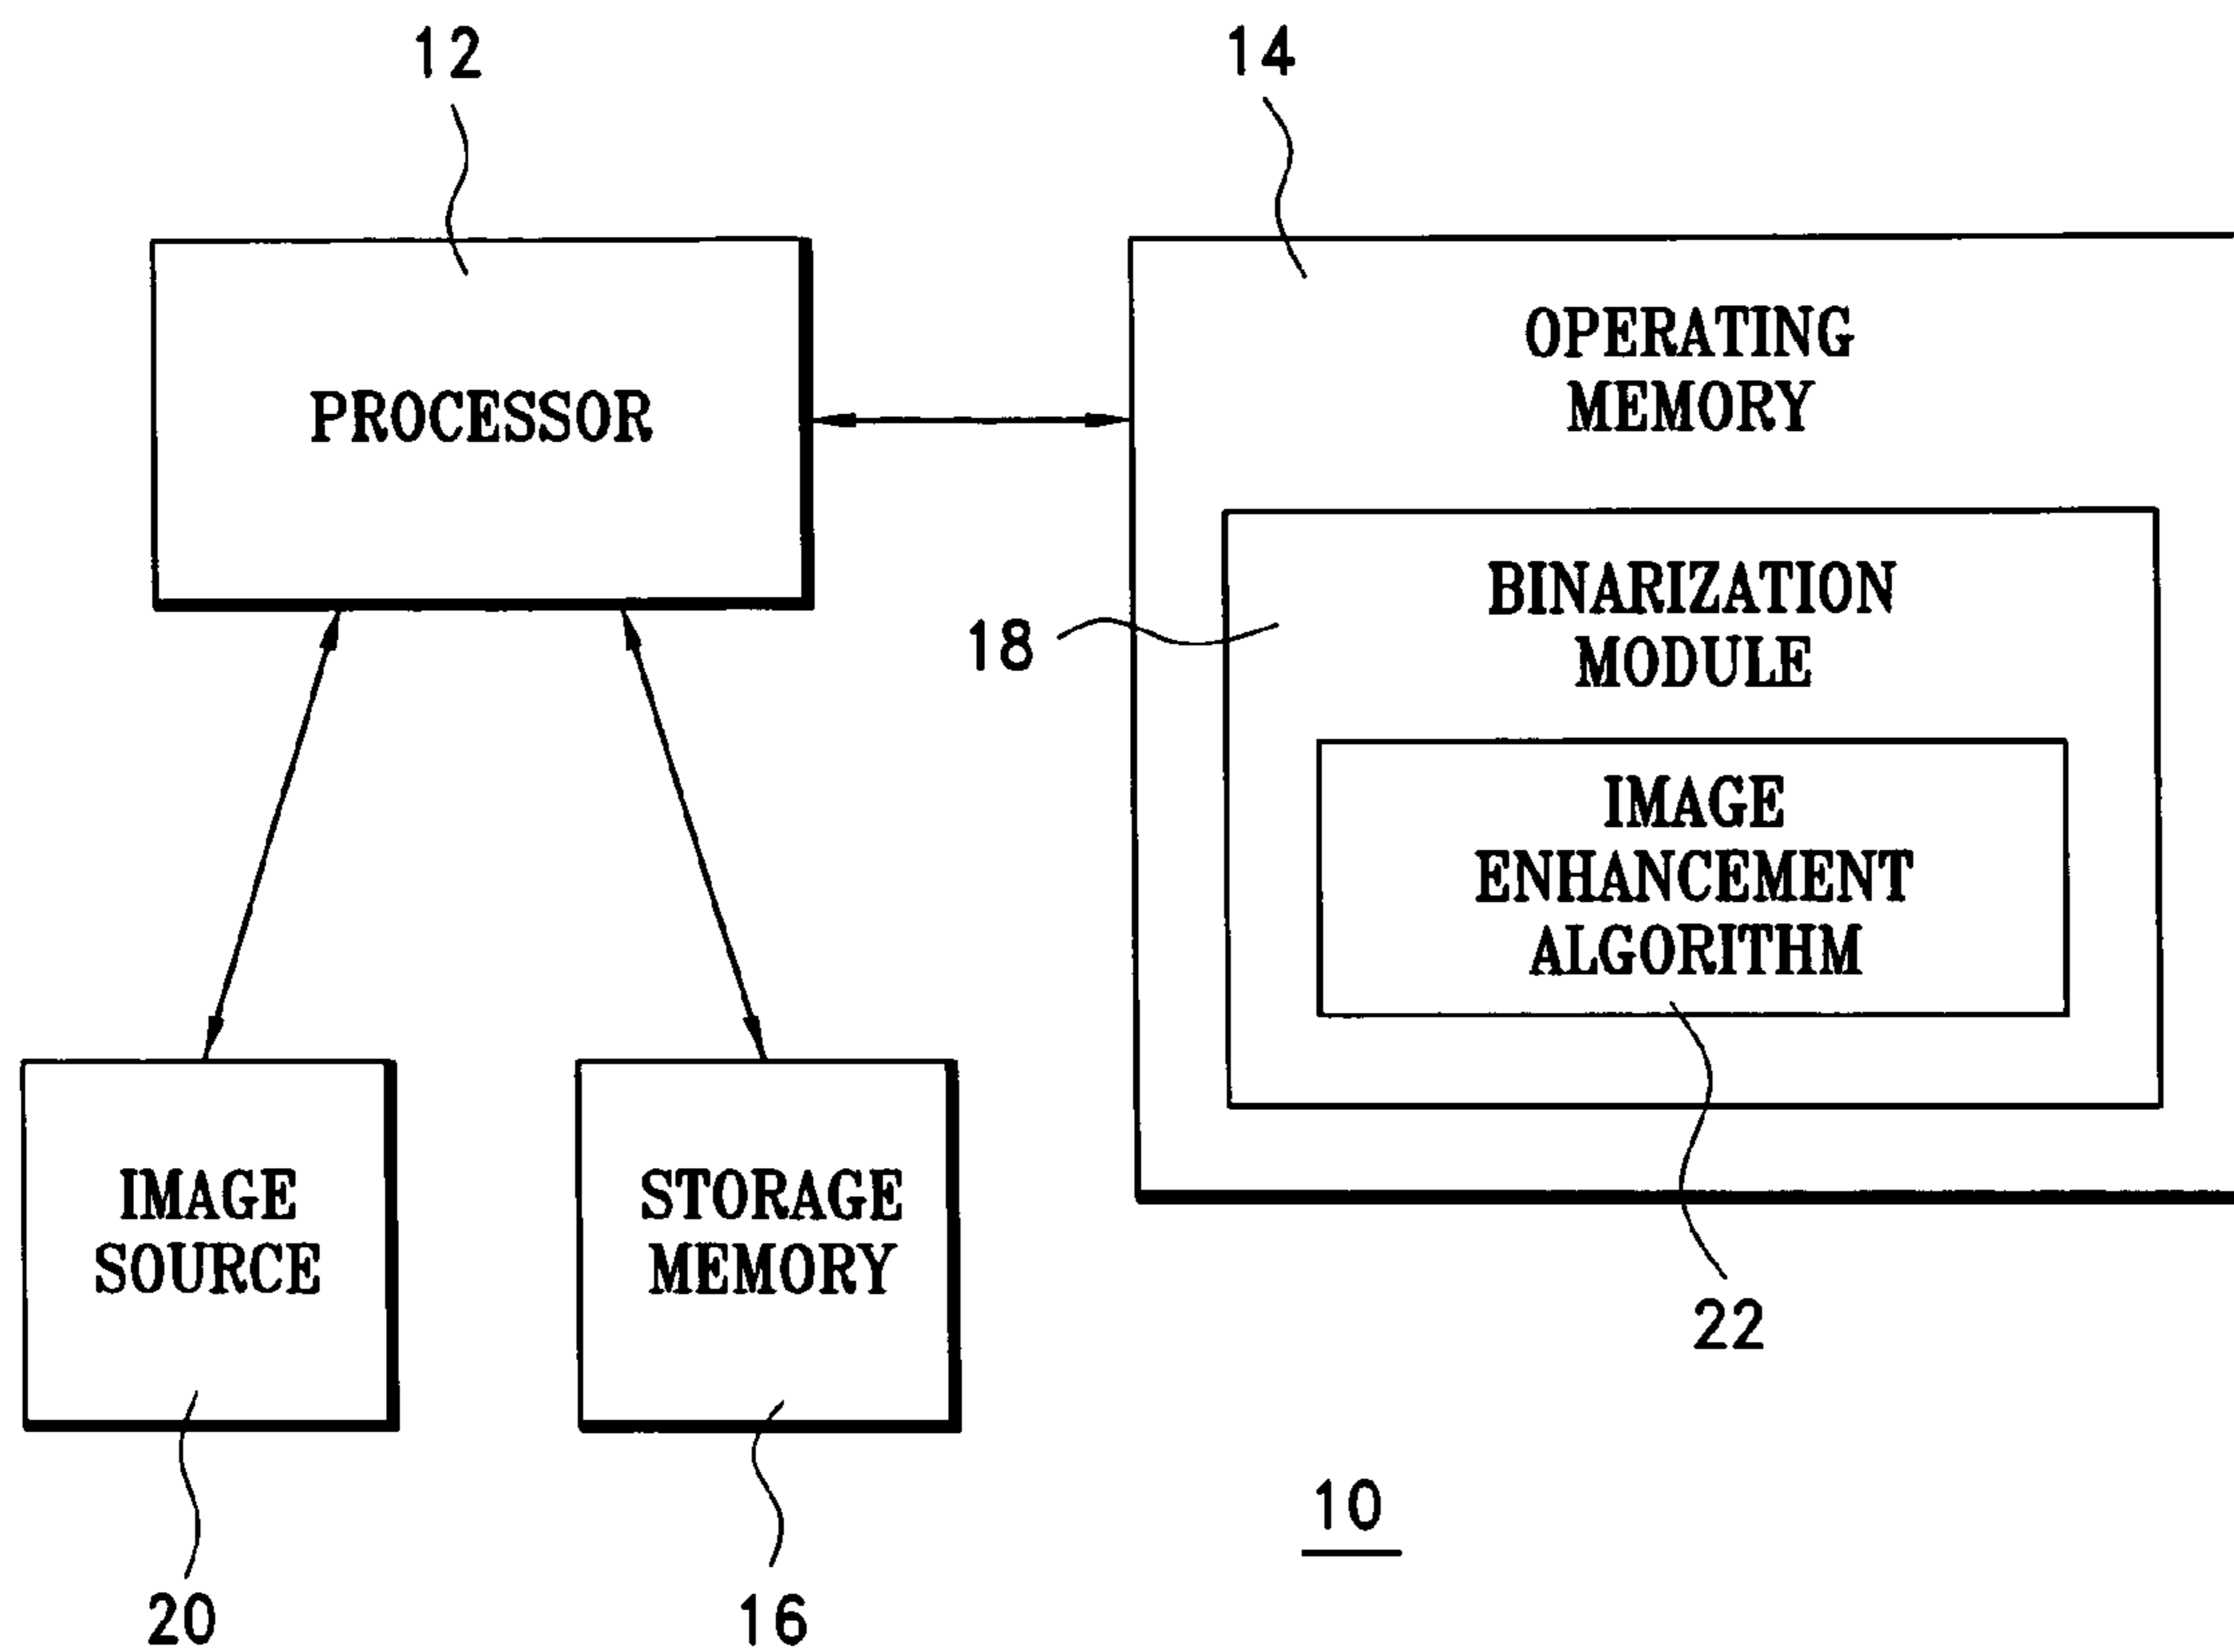 12
14
PROCESSOR
OPERATING
MEMORY
18
BINARIZATION
MODULE
IMAGE
ENHANCEMENT
ALGORITHM
IMAGE
SOURCE
STORAGE
MEMORY
22
10
20
16